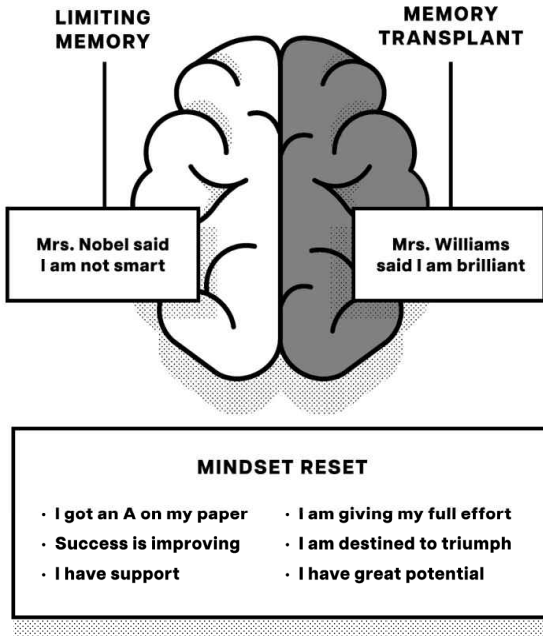 LIMITING
MEMORY
MEMORY
TRANSPLANT
Mrs. Nobel said
I am not smart
Mrs. Williams
said I am brilliant
MINDSET RESET
· I got an A on my paper
· Success is improving
· I have support
· I am giving my full effort
· I am destined to triumph
· I have great potential